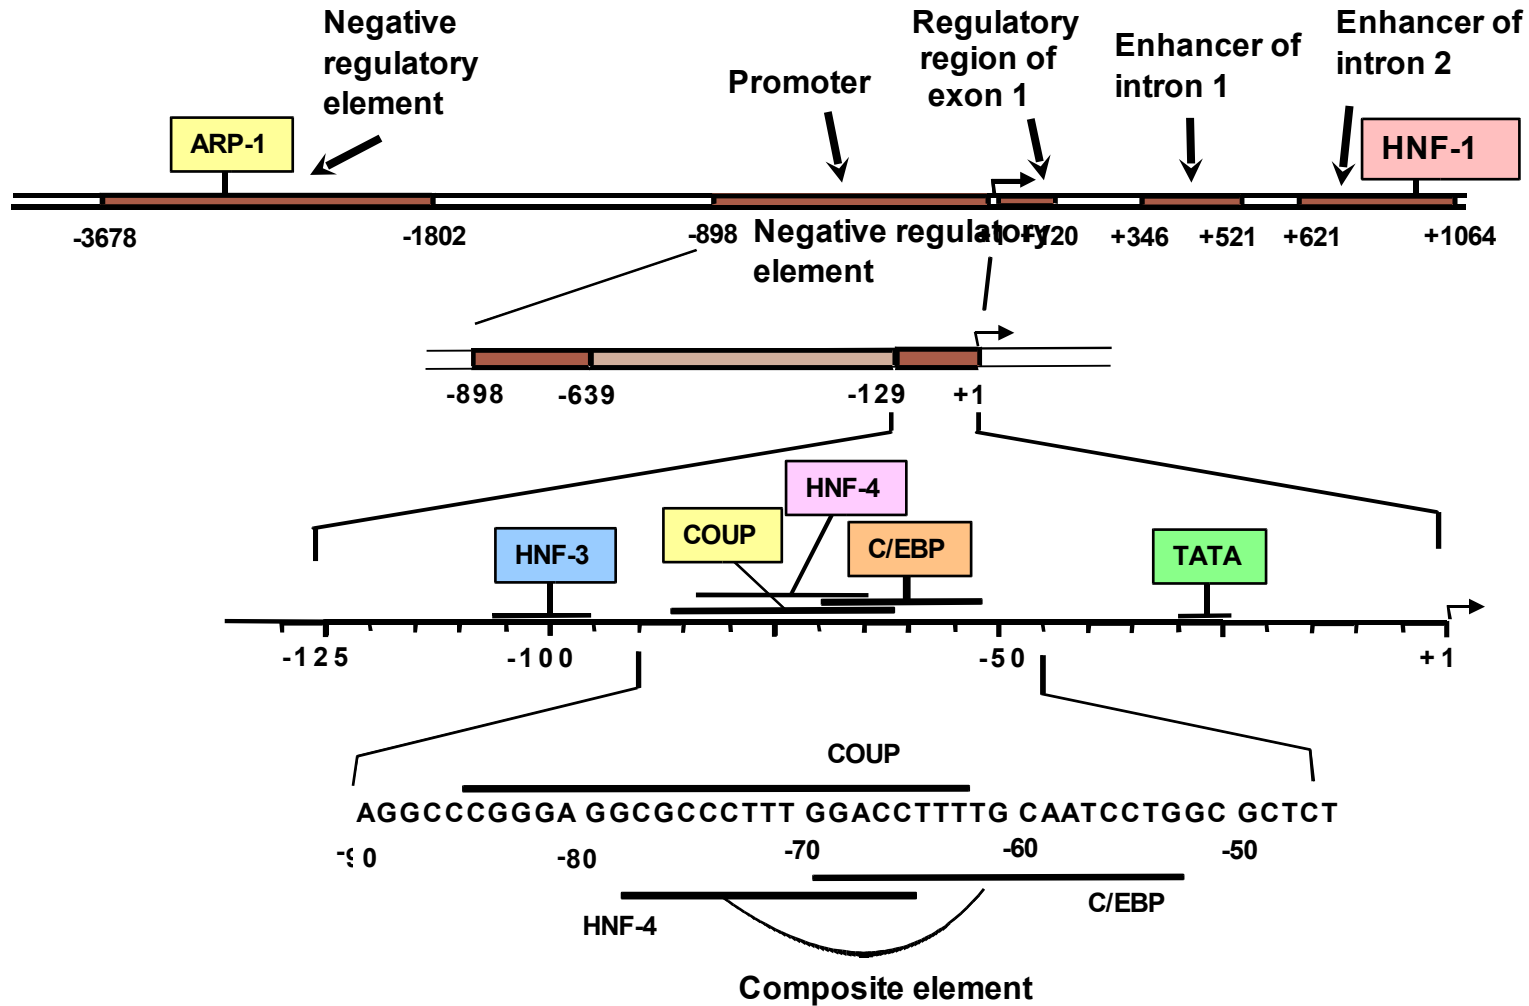 Negative
regulatory
element
Promoter
Regulatory
region of
exon 1
Enhancer of
intron 1
Enhancer of
intron 2
ARP-1
HNF-1
-3678
-1802
-898
+1
+120
+346
+521
+621
+1064
Negative regulatory
element
-898
-639
-129
+1
HNF-4
COUP
C/EBP
HNF-3
TATA
-125
-100
-50
+1
COUP
AGGCCCGGGA GGCGCCCTTT GGACCTTTTG CAATCCTGGC GCTCT
-90
-80
-70
-60
-50
C/EBP
HNF-4
Composite element